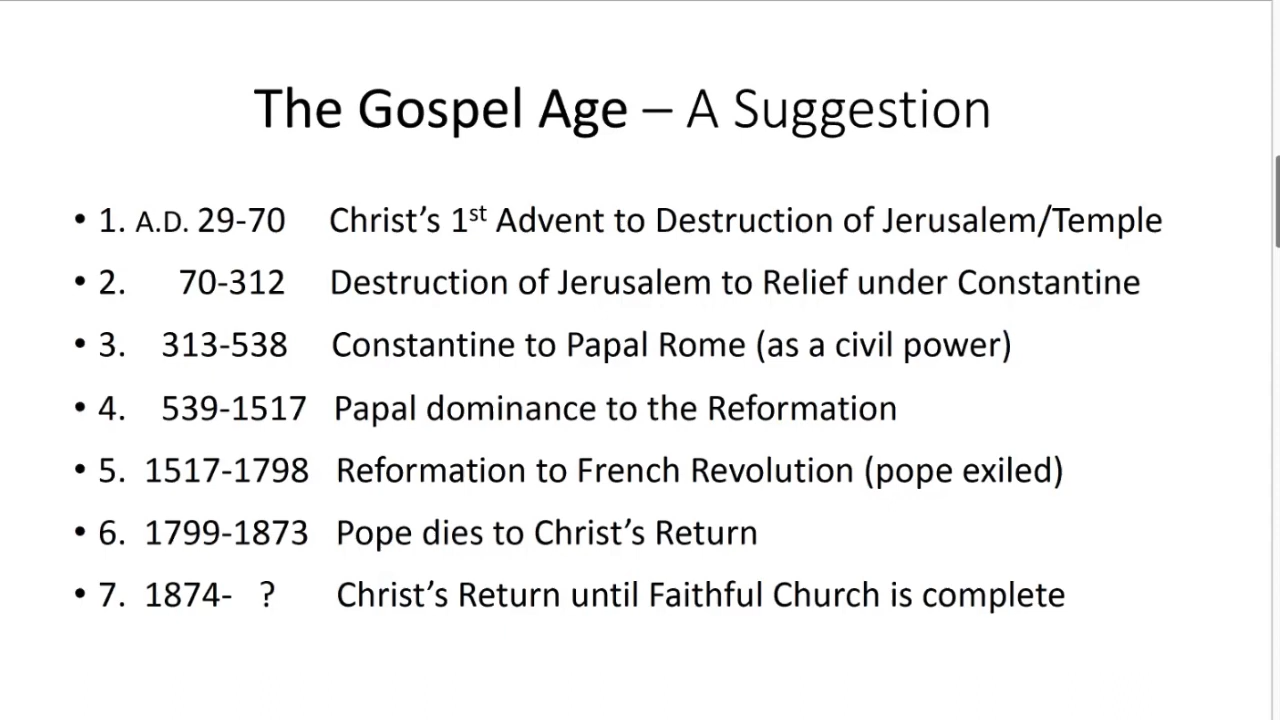 The Gospel Age – A Suggestion
• 1. A.D. 29-70 Christ’s 1st Advent to Destruction of Jerusalem/Temple
• 2. 70-312 Destruction of Jerusalem to Relief under Constantine
• 3. 313-538 Constantine to Papal Rome (as a civil power)
• 4. 539-1517 Papal dominance to the Reformation
• 5. 1517-1798 Reformation to French Revolution (pope exiled)
• 6. 1799-1873 Pope dies to Christ’s Return
• 7. 1874- ? Christ’s Return until Faithful Church is complete